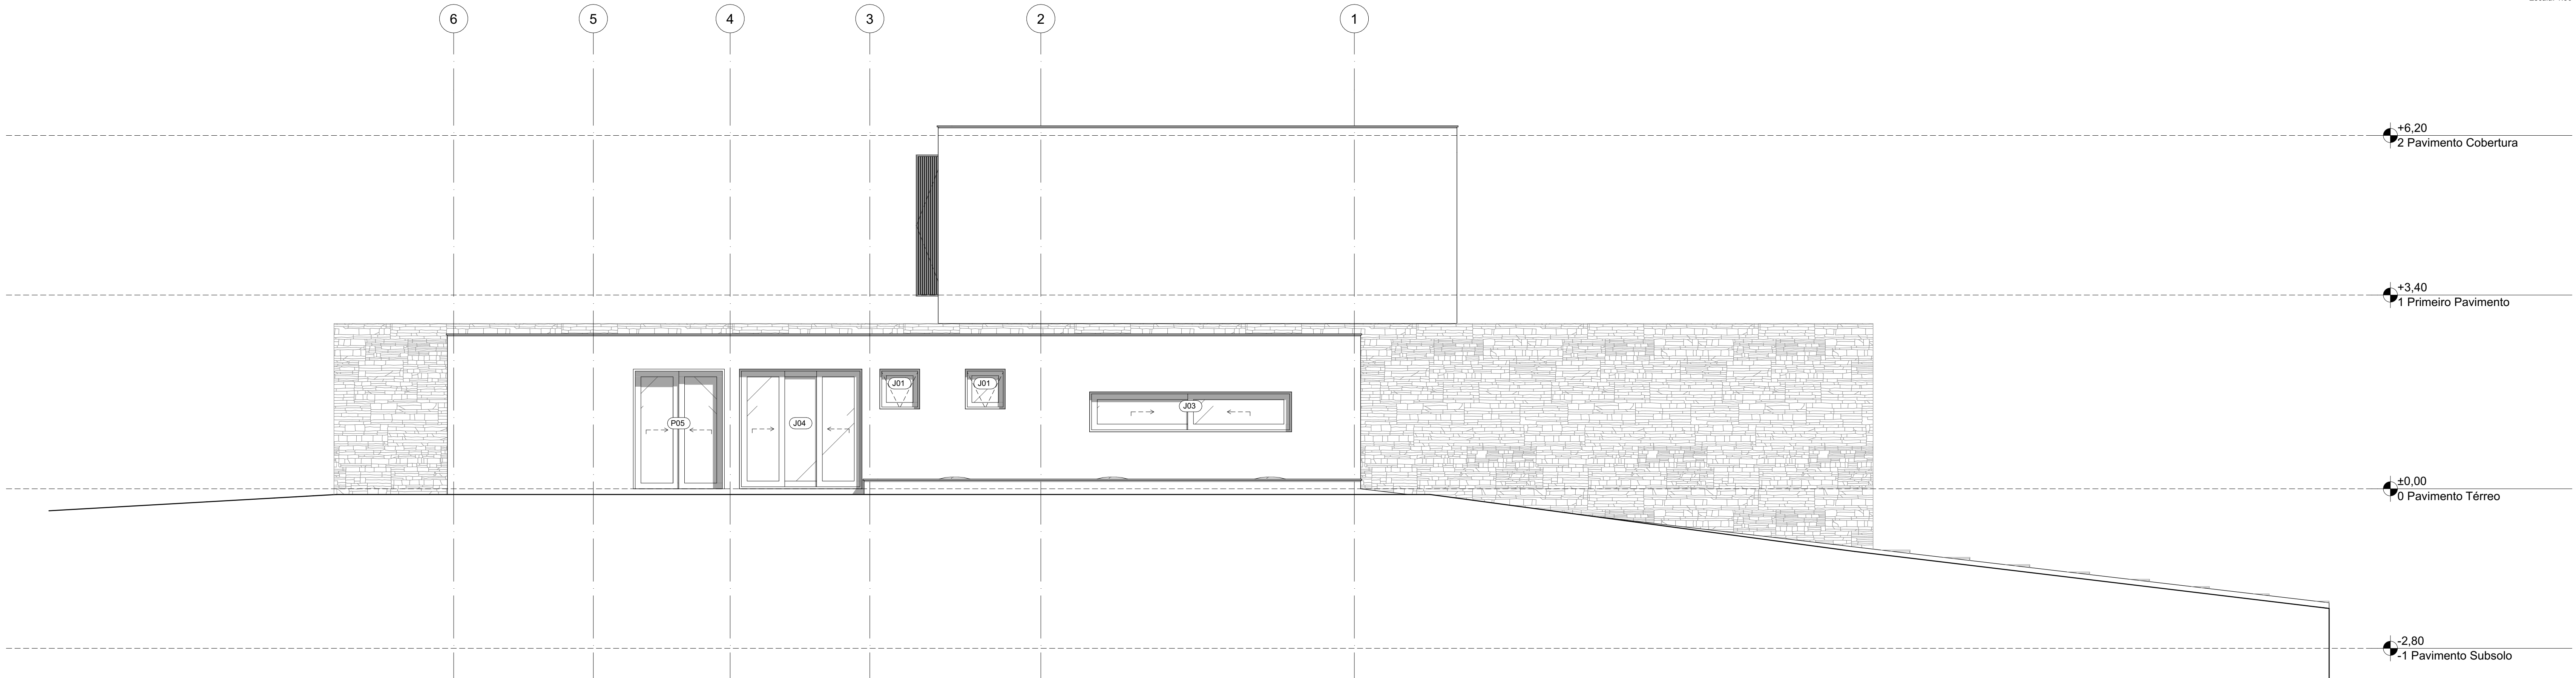 6 5 4 3 2 1
+6,20
2 Pavimento Cobertura
+3,40
1 Primeiro Pavimento
J01 J01
J03
P05 J04
±0,00
0 Pavimento Térreo
-2,80
-1 Pavimento Subsolo